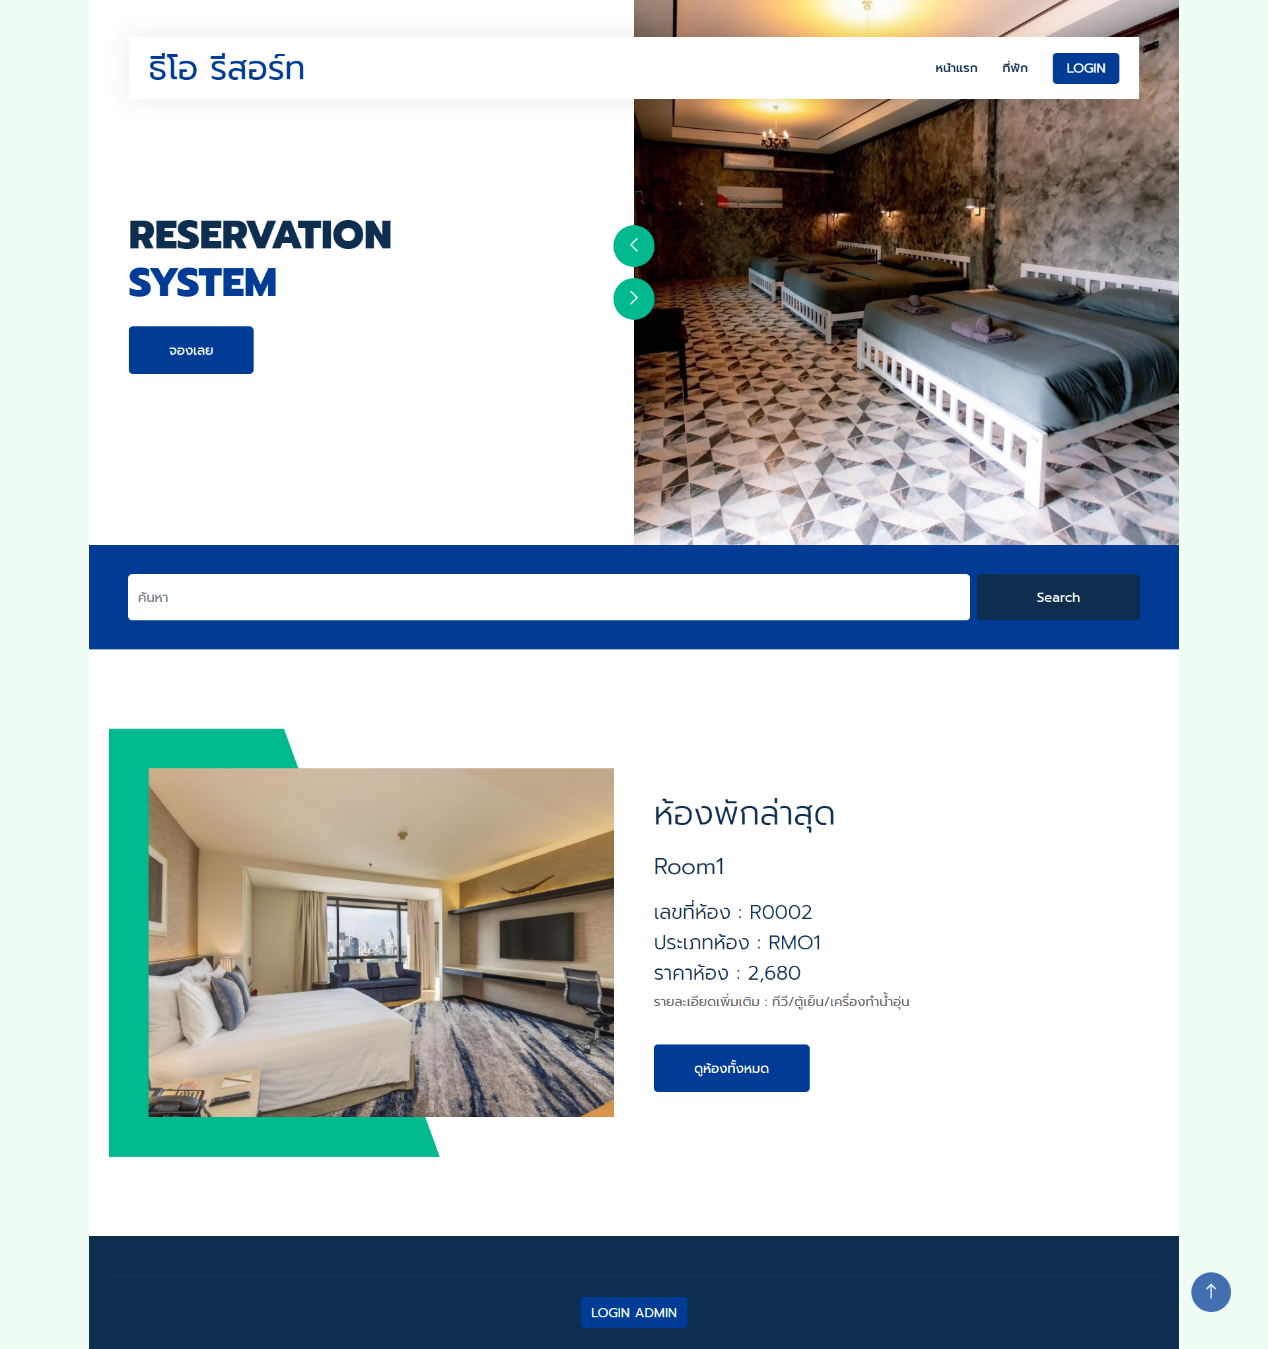 ธีโอ รีสอร์ท
หน้าแรก
ที่พัก
LOGIN
RESERVATION
SYSTEM
จองเลย
ค้นหา
Search
ห้องพักล่าสุด
Room1
เลขที่ห้อง : R0002
ประเภทห้อง : RMO1
ราคาห้อง : 2,680
รายละเอียดเพิ่มเติม : ทีวี/ตู้เย็น/เครื่องทำน้ำอุ่น
ดูห้องทั้งหมด
LOGIN ADMIN